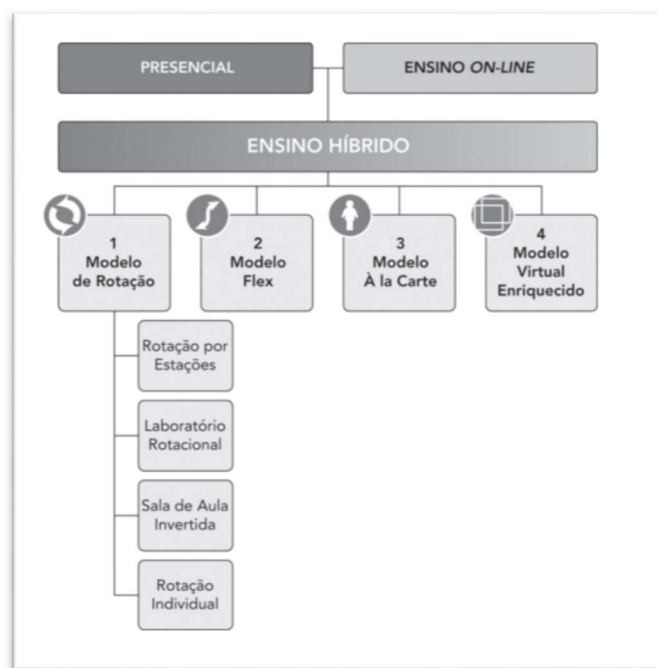 PRESENCIAL
ENSINO ON-LINE
ENSINO HÍBRIDO
1
Modelo
de Rotação
2
Modelo
Flex
3
Modelo
À la Carte
4
Modelo
Virtual
Enriquecido
Rotação por
Estações
Laboratório
Rotacional
Sala de Aula
Invertida
Rotação
Individual